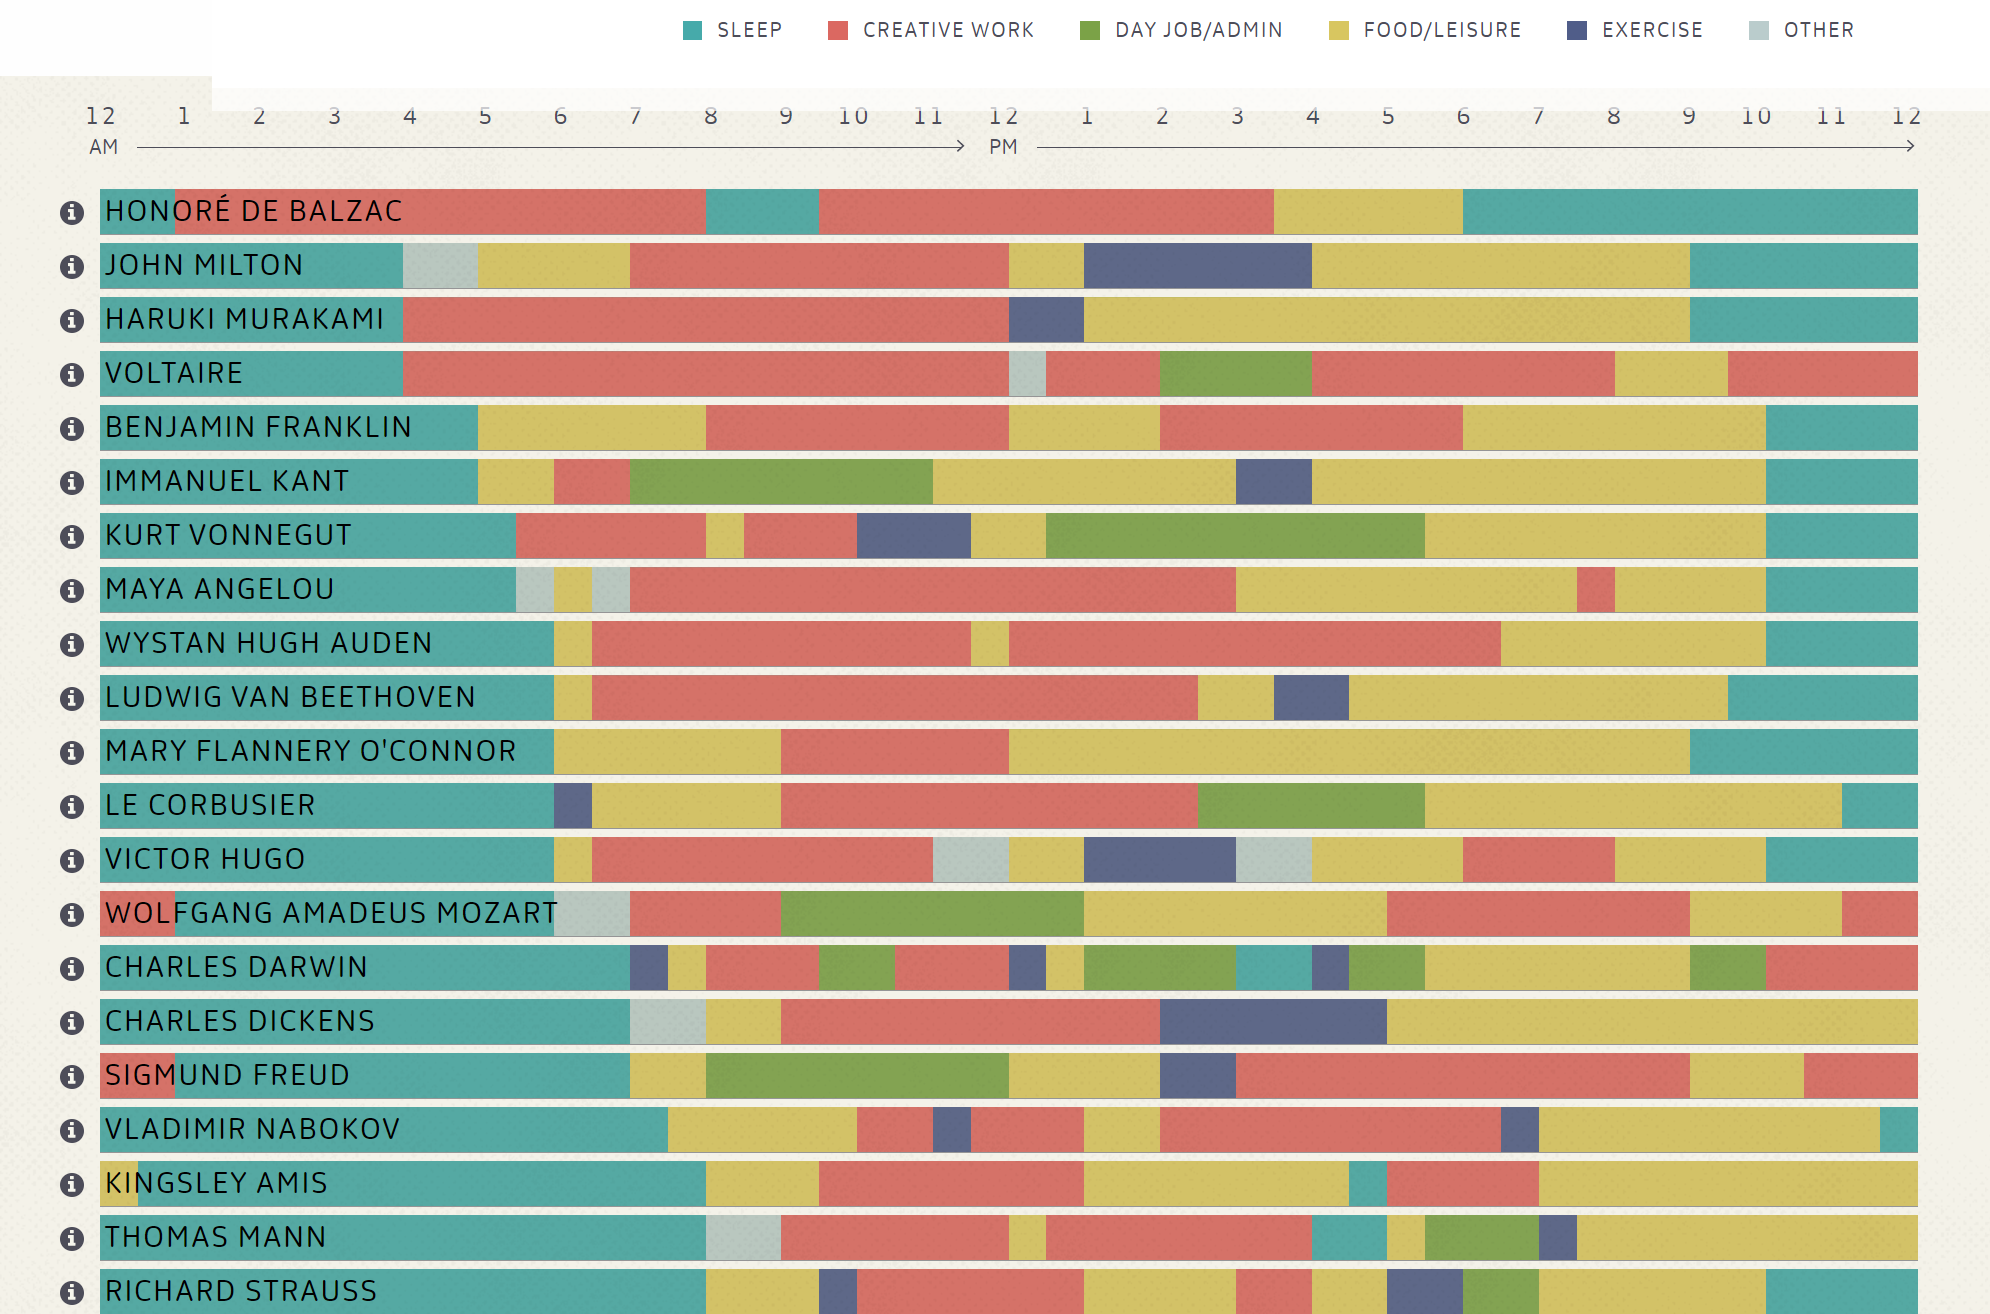 SLEEP CREATIVE WORK DAY JOB/ADMIN FOOD/LEISURE EXERCISE OTHER
12 1 2 3 4 5 6 7 8 9 10 11 12 1 2 3 4 5 6 7 8 9 10 11 12
AM PM
HONORÉ DE BALZAC
JOHN MILTON
HARUKI MURAKAMI
VOLTAIRE
BENJAMIN FRANKLIN
IMMANUEL KANT
KURT VONNEGUT
MAYA ANGELOU
WYSTAN HUGH AUDEN
LUDWIG VAN BEETHOVEN
MARY FLANNERY O'CONNOR
LE CORBUSIER
VICTOR HUGO
WOLFGANG AMADEUS MOZART
CHARLES DARWIN
CHARLES DICKENS
SIGMUND FREUD
VLADIMIR NABOKOV
KINGSLEY AMIS
THOMAS MANN
RICHARD STRAUSS